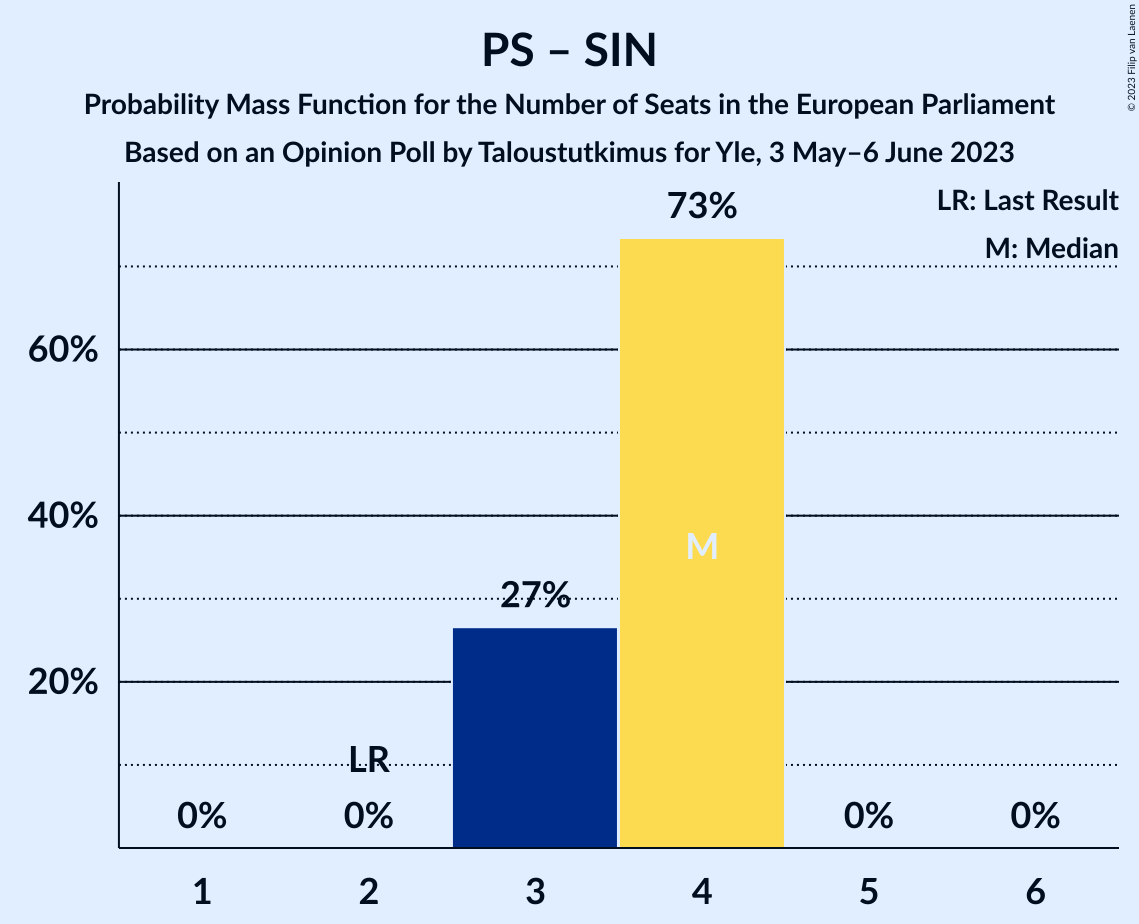 PS – SIN
Probability Mass Function for the Number of Seats in the European Parliament
Based on an Opinion Poll by Taloustutkimus for Yle, 3 May–6 June 2023
© 2023 Filip van Laenen
LR: Last Result
M: Median
73%
60%
40%
M
27%
20%
LR
0%
0%
0%
0%
1
2
3
4
5
6